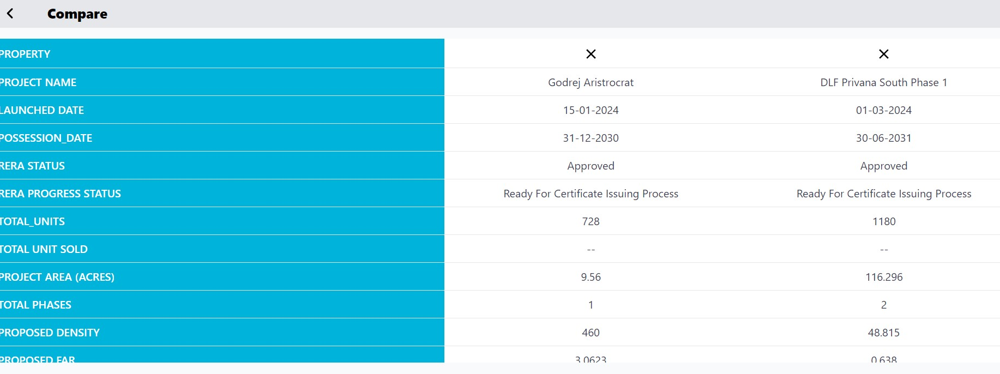 Compare
PROPERTY
PROJECT NAME Godrej Aristrocrat DLF Privana South Phase 1
LAUNCHED DATE 15-01-2024 01-03-2024
POSSESSION_DATE 31-12-2030 30-06-2031
RERA STATUS Approved Approved
RERA PROGRESS STATUS Ready For Certificate Issuing Process Ready For Certificate Issuing Process
TOTAL_UNITS 728 1180
TOTAL UNIT SOLD -- --
PROJECT AREA (ACRES) 9.56 116.296
TOTAL PHASES 1 2
PROPOSED DENSITY 460 48.815
PROPOSED FAR 3.0623 0.638